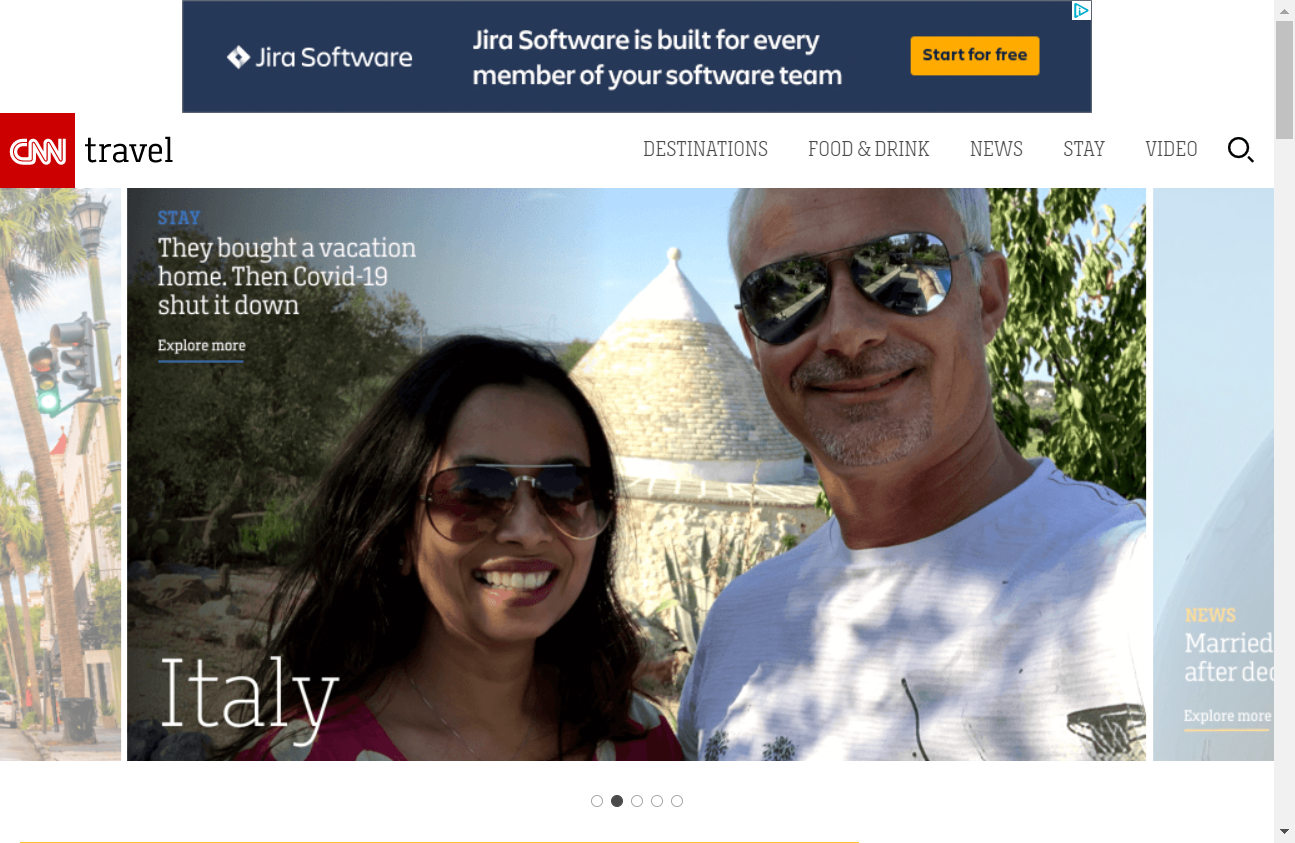 Jira Software
Jira Software is built for every
member of your software team
Start for free
CNN travel
DESTINATIONS
FOOD & DRINK
NEWS
STAY
VIDEO
STAY
They bought a vacation
home. Then Covid-19
shut it down
Explore more
Italy
NEWS
Married
after dec
Explore more